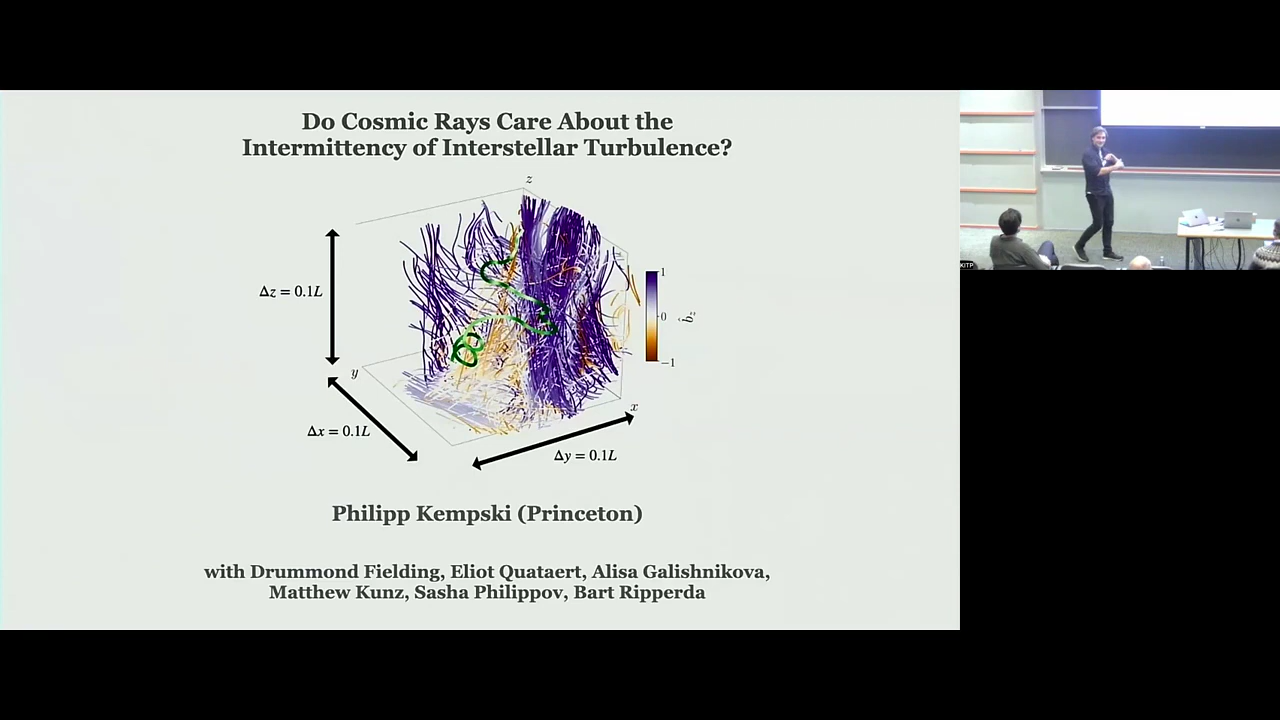 Do Cosmic Rays Care About the
Intermittency of Interstellar Turbulence?
z
Δz = 0.1L
1
0
−1
y
x
Δx = 0.1L
Δy = 0.1L
Philipp Kempski (Princeton)
with Drummond Fielding, Eliot Quataert, Alisa Galishnikova,
Matthew Kunz, Sasha Philippov, Bart Ripperda
KITP